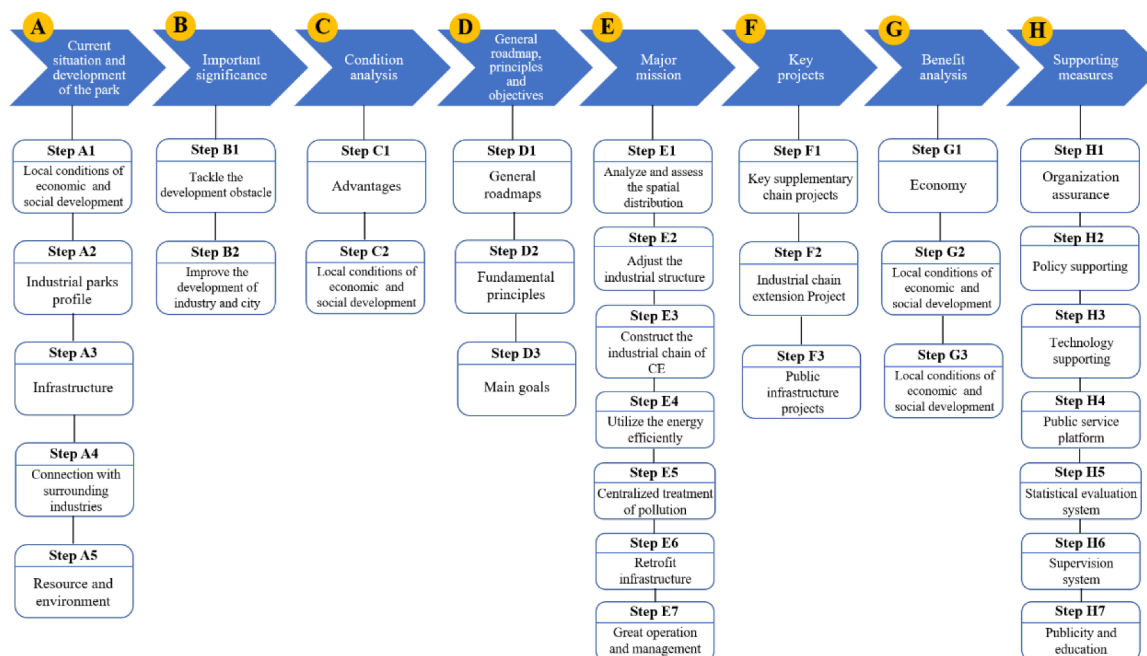 A
Current
situation and
development
of the park
B
Important
significance
C
Condition
analysis
D
General
roadmap,
principles
and
objectives
E
Major
mission
F
Key
projects
G
Benefit
analysis
H
Supporting
measures
Step A1
Local conditions of
economic and
social development
Step A2
Industrial parks
profile
Step A3
Infrastructure
Step A4
Connection with
surrounding
industries
Step A5
Resource and
environment
Step B1
Tackle the
development obstacle
Step B2
Improve the
development of
industry and city
Step C1
Advantages
Step C2
Local conditions of
economic and
social development
Step D1
General
roadmaps
Step D2
Fundamental
principles
Step D3
Main goals
Step E1
Analyze and assess
the spatial
distribution
Step E2
Adjust the
industrial structure
Step E3
Construct the
industrial chain of
CE
Step E4
Utilize the energy
efficiently
Step E5
Centralized treatment
of pollution
Step E6
Retrofit
infrastructure
Step E7
Great operation
and management
Step F1
Key supplementary
chain projects
Step F2
Industrial chain
extension Project
Step F3
Public
infrastructure
projects
Step G1
Economy
Step G2
Local conditions of
economic and
social development
Step G3
Local conditions of
economic and
social development
Step H1
Organization
assurance
Step H2
Policy supporting
Step H3
Technology
supporting
Step H4
Public service
platform
Step H5
Statistical evaluation
system
Step H6
Supervision
system
Step H7
Publicity and
education